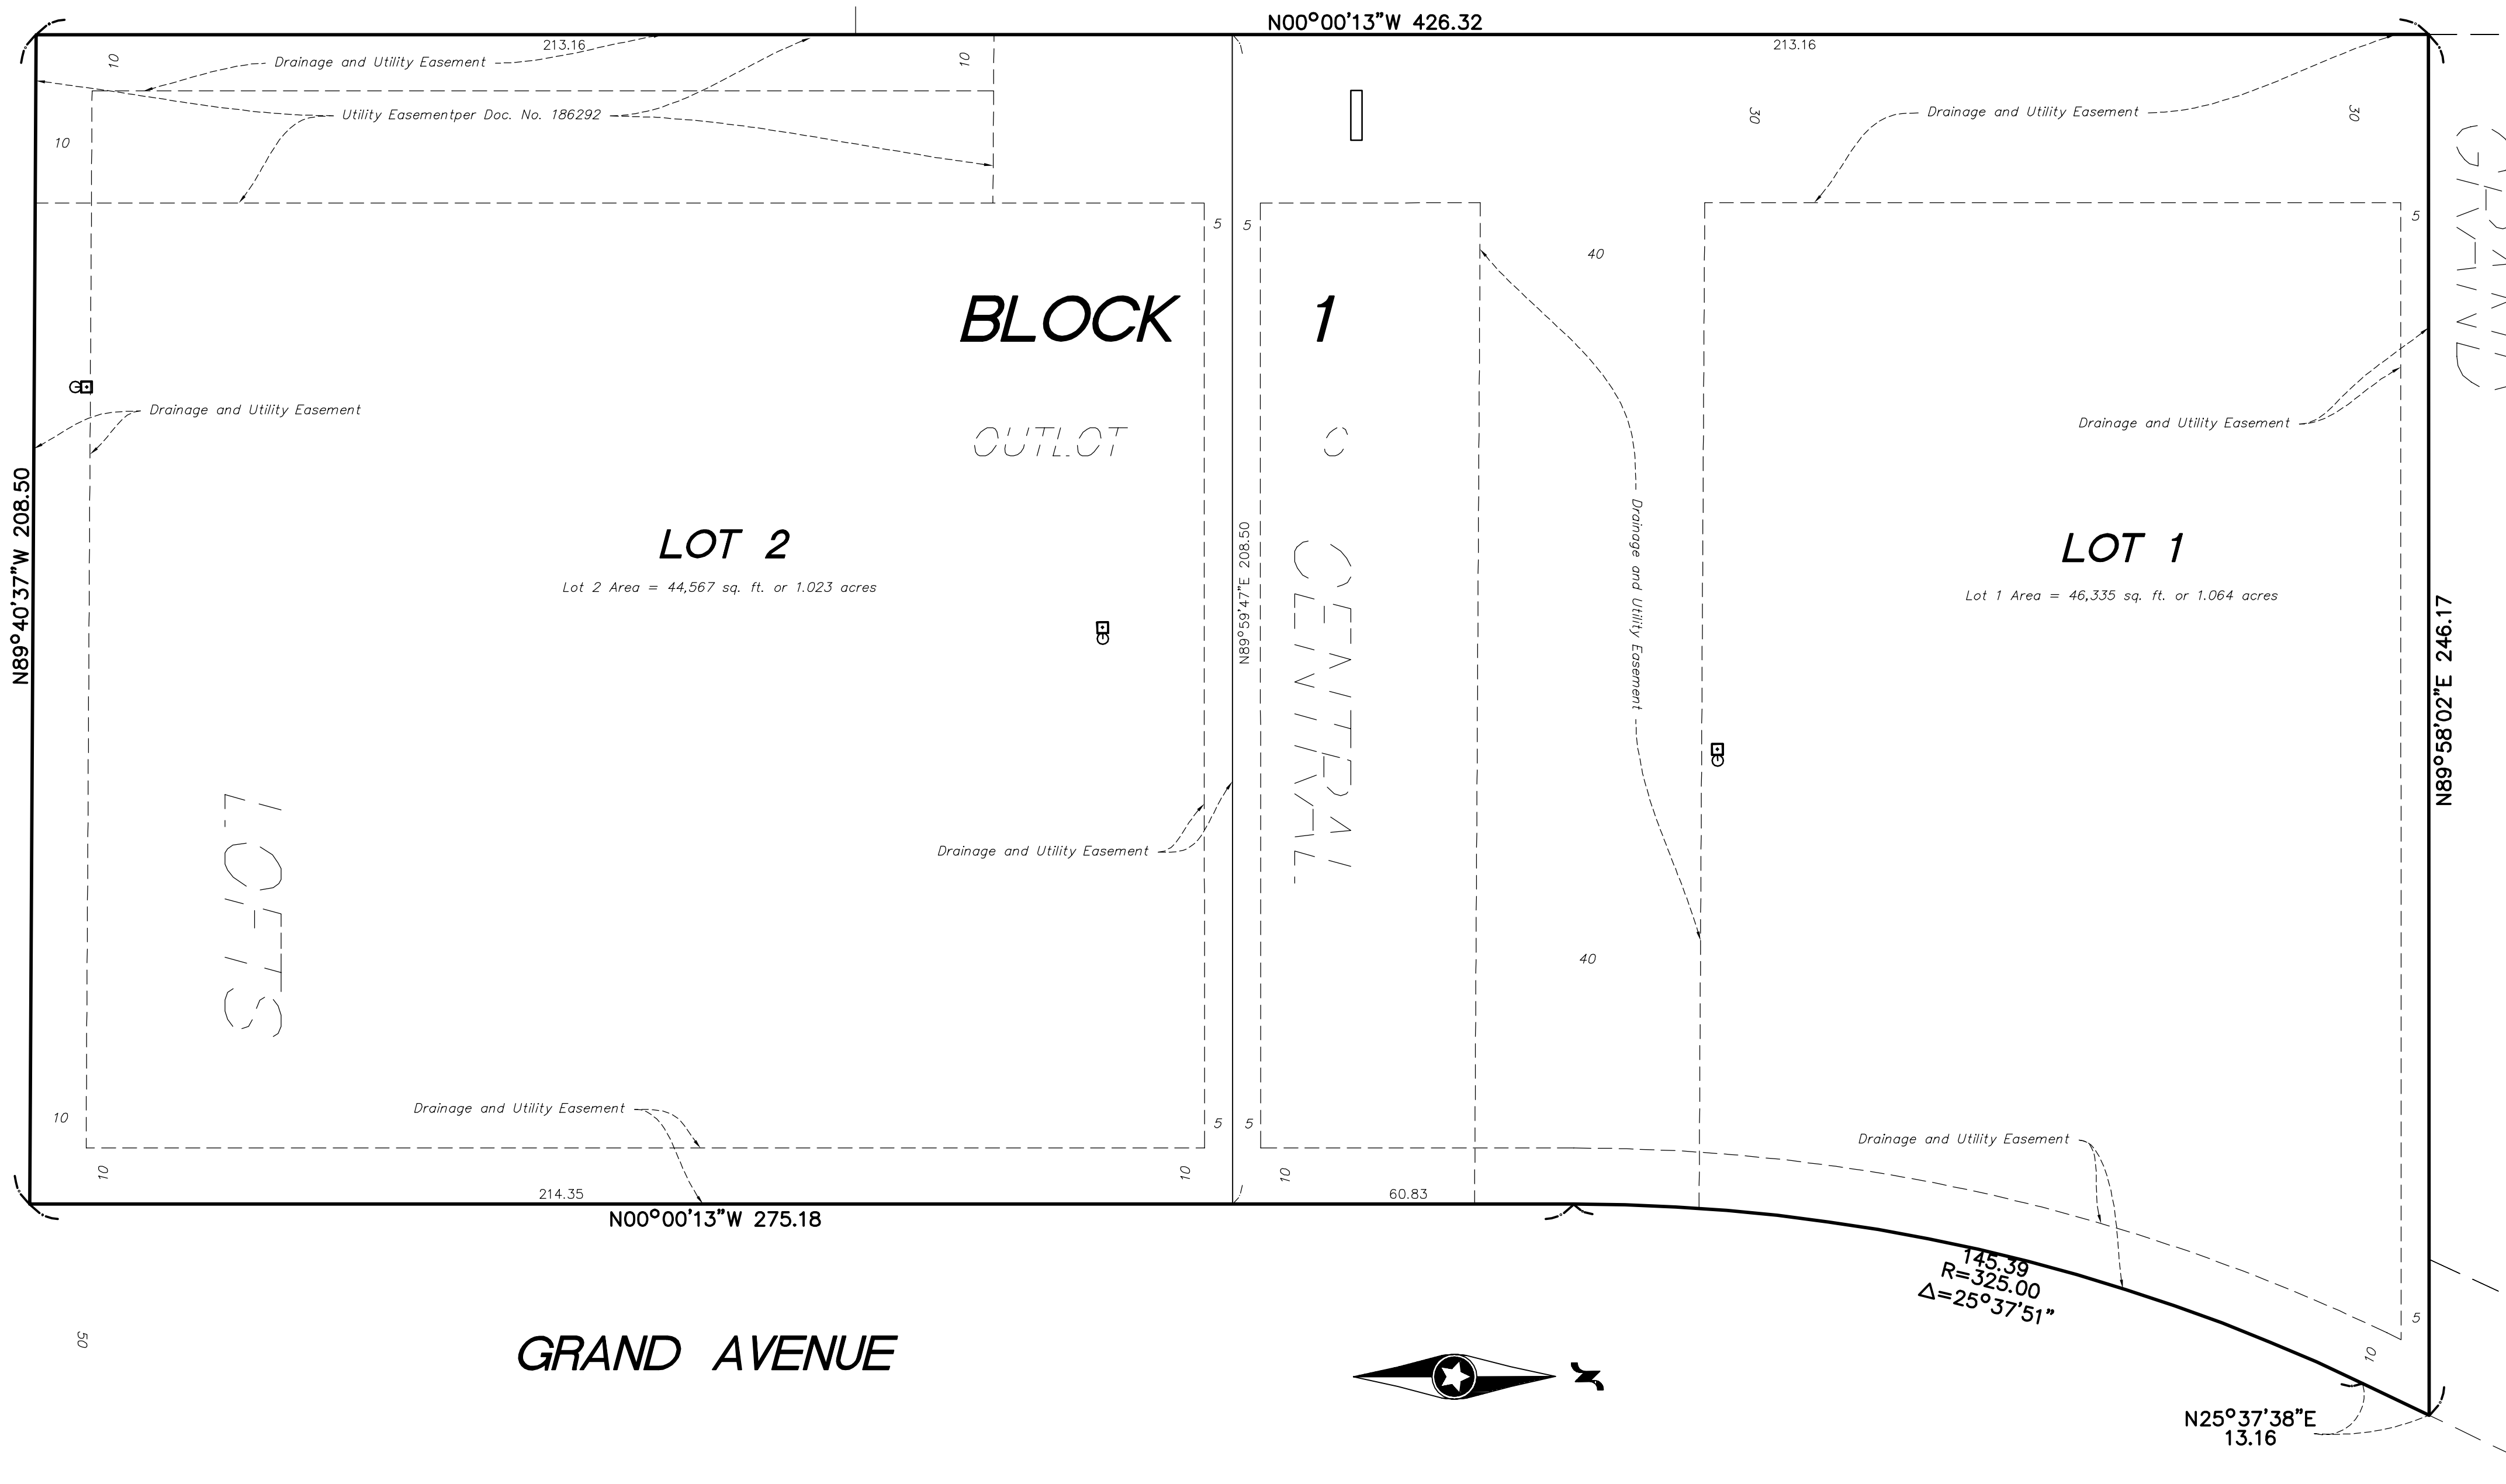 N00°00'13"W 426.32
213.16
213.16
10
Drainage and Utility Easement
10
Utility Easementper Doc. No. 186292
30
Drainage and Utility Easement
30
10
5
5
5
40
GRAND
BLOCK 1
Drainage and Utility Easement
Drainage and Utility Easement
OUTLOT C
N89°40'37"W 208.50
LOT 2
Lot 2 Area = 44,567 sq. ft. or 1.023 acres
N89°59'47"E 208.50
CENTRAL
Drainage and Utility Easement
LOT 1
Lot 1 Area = 46,335 sq. ft. or 1.064 acres
N89°58'02"E 246.17
LOFTS
Drainage and Utility Easement
40
10
Drainage and Utility Easement
5
5
Drainage and Utility Easement
10
10
10
214.35
60.83
N00°00'13"W 275.18
145.39
R=325.00
Δ=25°37'51"
5
10
50
GRAND AVENUE
N
N25°37'38"E
13.16